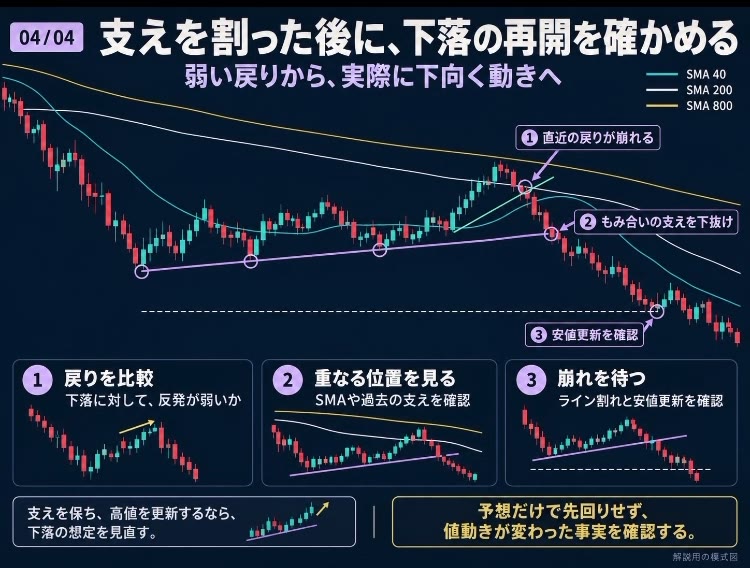 04/04
支えを割った後に、下落の再開を確かめる
弱い戻りから、実際に下向く動きへ
SMA 40
SMA 200
SMA 800
1 直近の戻りが崩れる
2 もみ合いの支えを下抜け
3 安値更新を確認
1 戻りを比較
下落に対して、反発が弱いか
2 重なる位置を見る
SMAや過去の支えを確認
3 崩れを待つ
ライン割れと安値更新を確認
支えを保ち、高値を更新するなら、
下落の想定を見直す。
予想だけで先回りせず、
値動きが変わった事実を確認する。
解説用の模式図